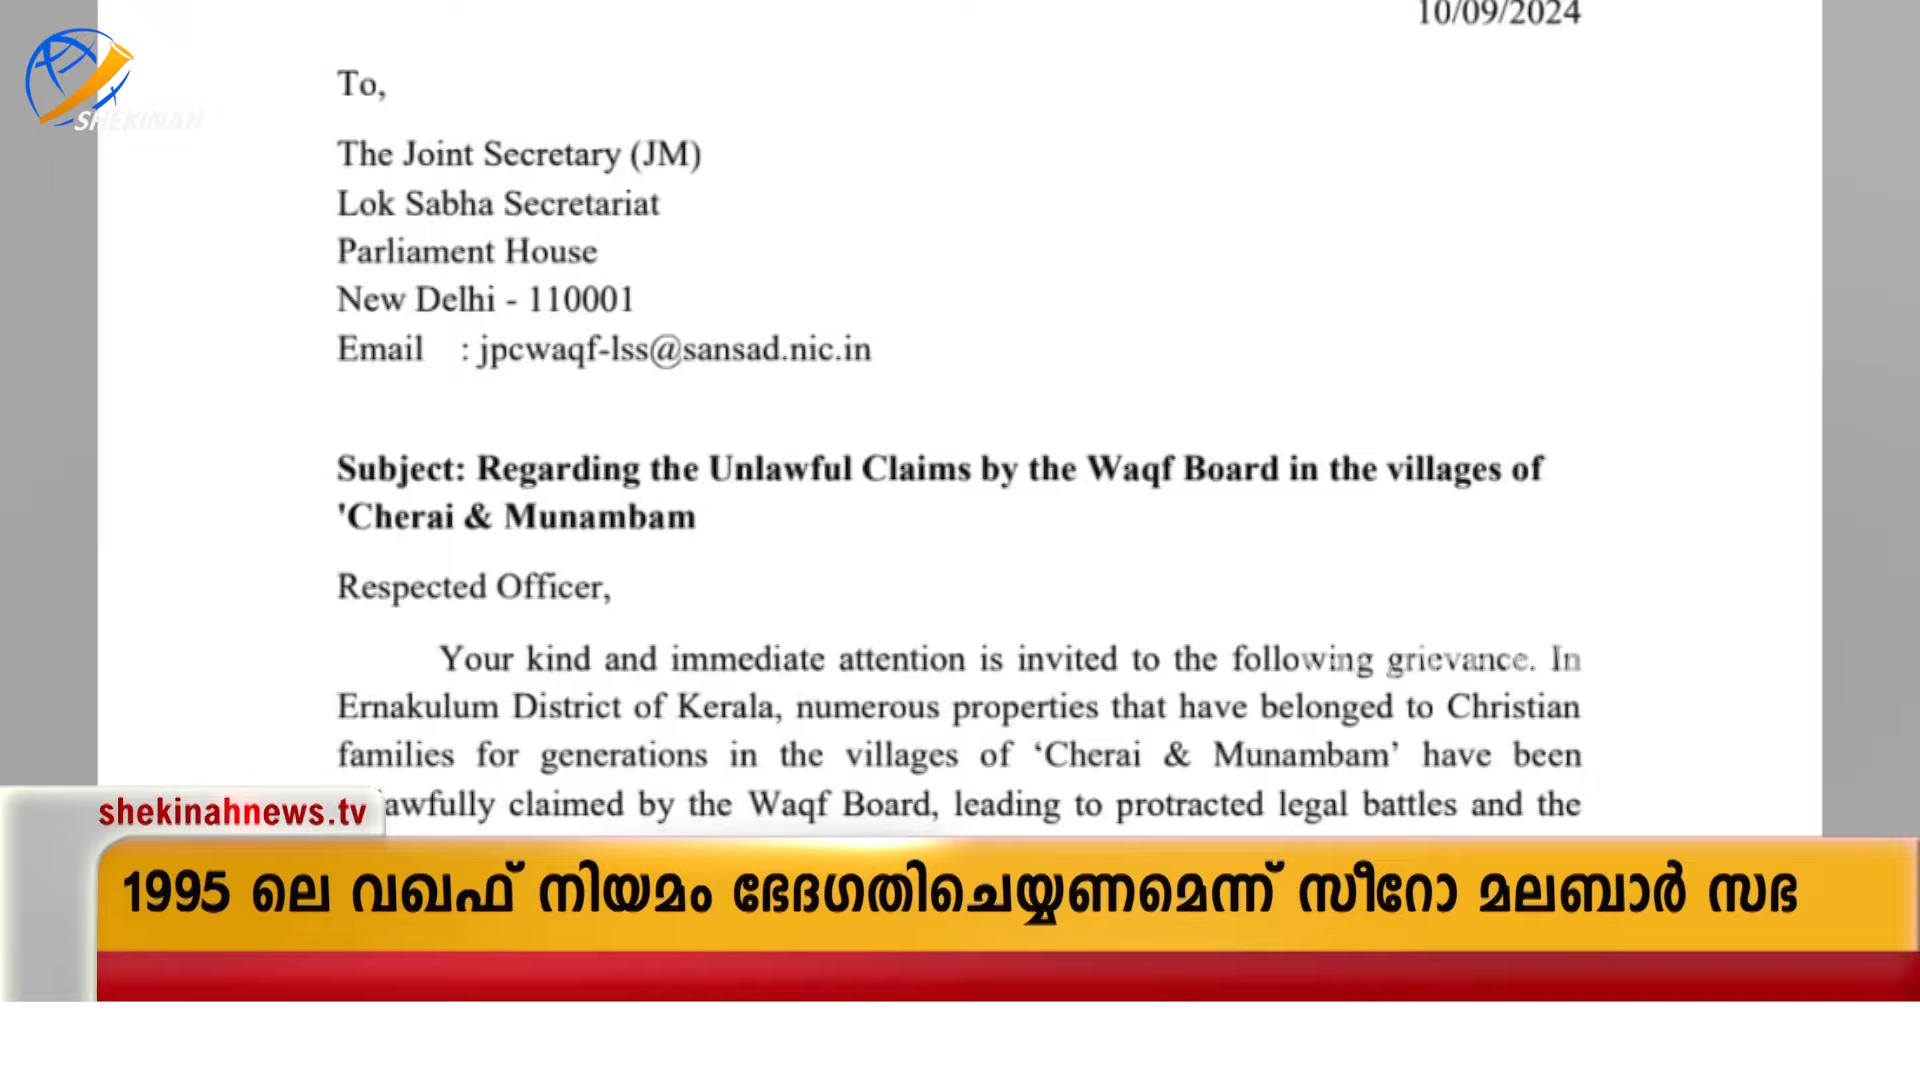 10/09/2024
SHEKINAH
To,
The Joint Secretary (JM)
Lok Sabha Secretariat
Parliament House
New Delhi - 110001
Email : jpcwaqf-lss@sansad.nic.in
Subject: Regarding the Unlawful Claims by the Waqf Board in the villages of
'Cherai & Munambam
Respected Officer,
Your kind and immediate attention is invited to the following grievance. In
Ernakulum District of Kerala, numerous properties that have belonged to Christian
families for generations in the villages of ‘Cherai & Munambam’ have been
lawfully claimed by the Waqf Board, leading to protracted legal battles and the
shekinahnews.tv
1995 ലെ വഖഫ് നിയമം ഭേദഗതിചെയ്യണമെന്ന് സീറോ മലബാർ സഭ